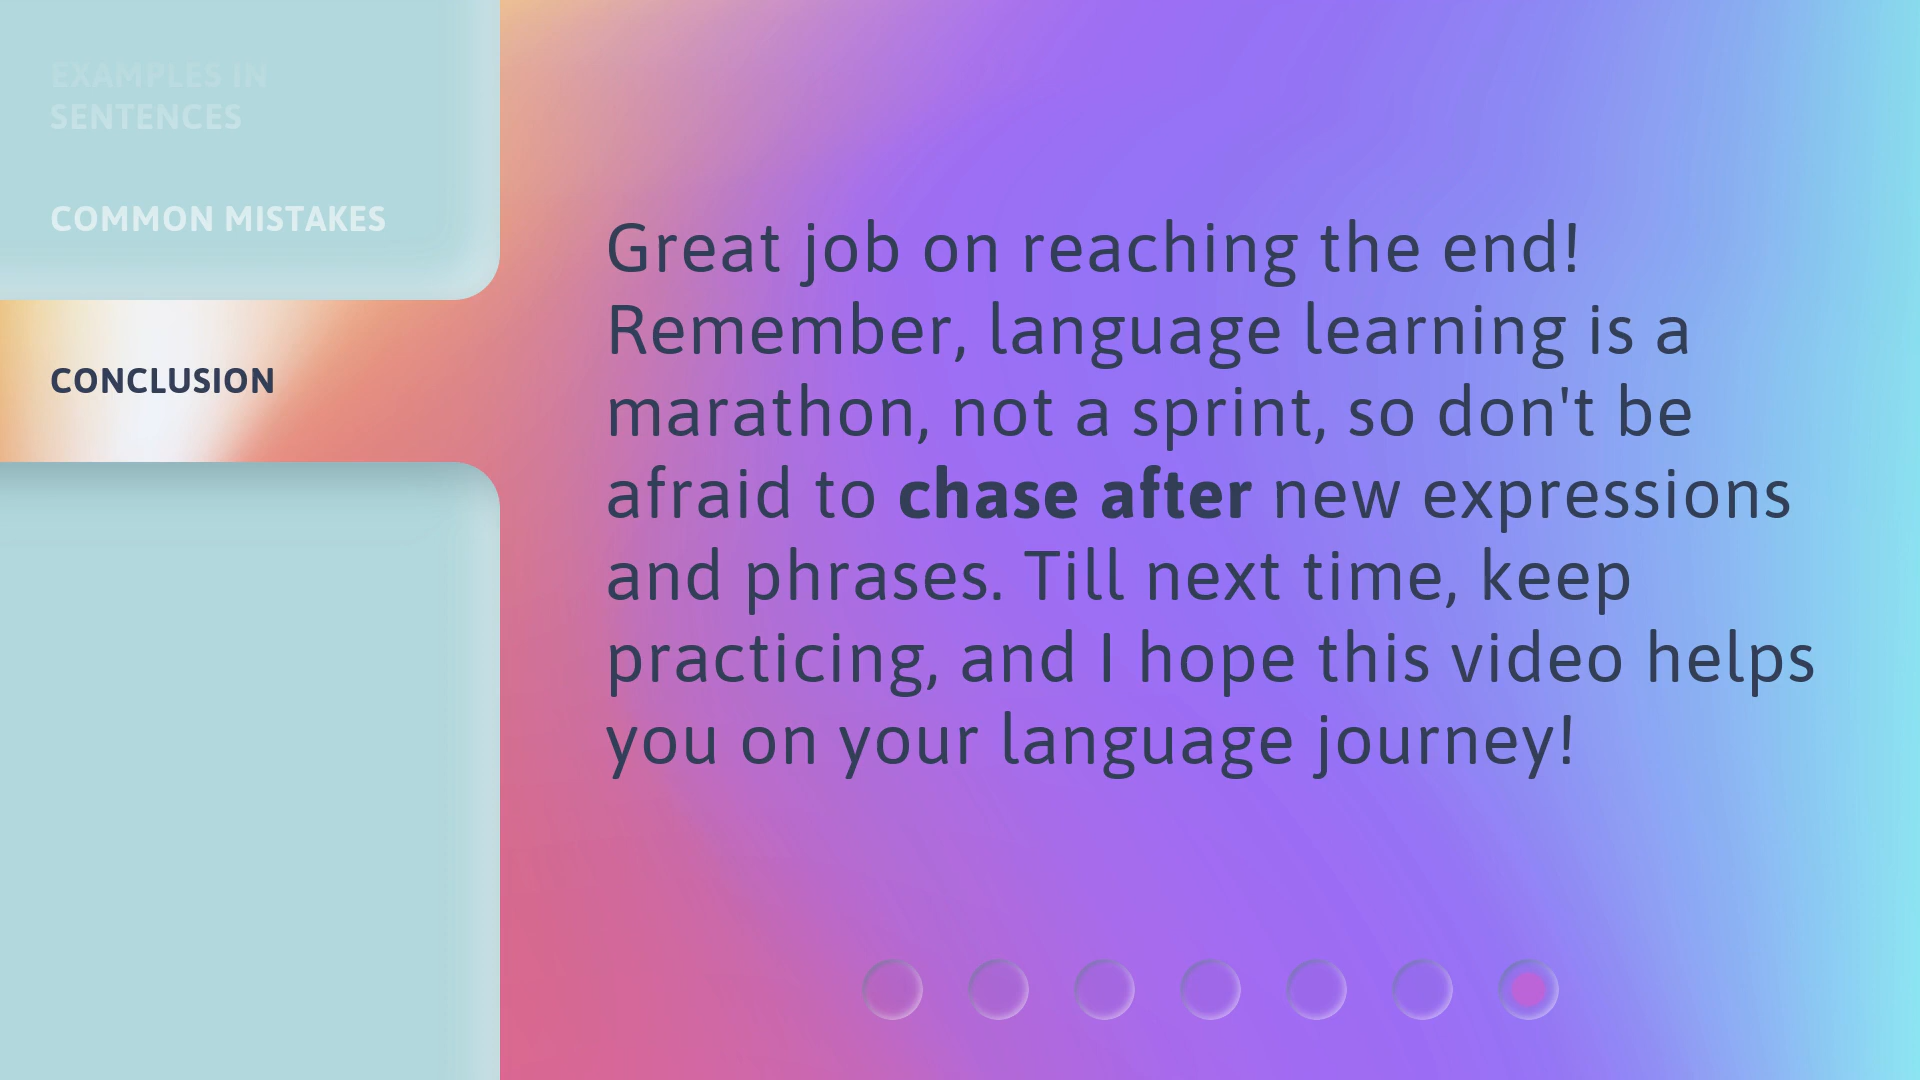 EXAMPLES IN
SENTENCES
COMMON MISTAKES
CONCLUSION
Great job on reaching the end!
Remember, language learning is a
marathon, not a sprint, so don't be
afraid to chase after new expressions
and phrases. Till next time, keep
practicing, and I hope this video helps
you on your language journey!